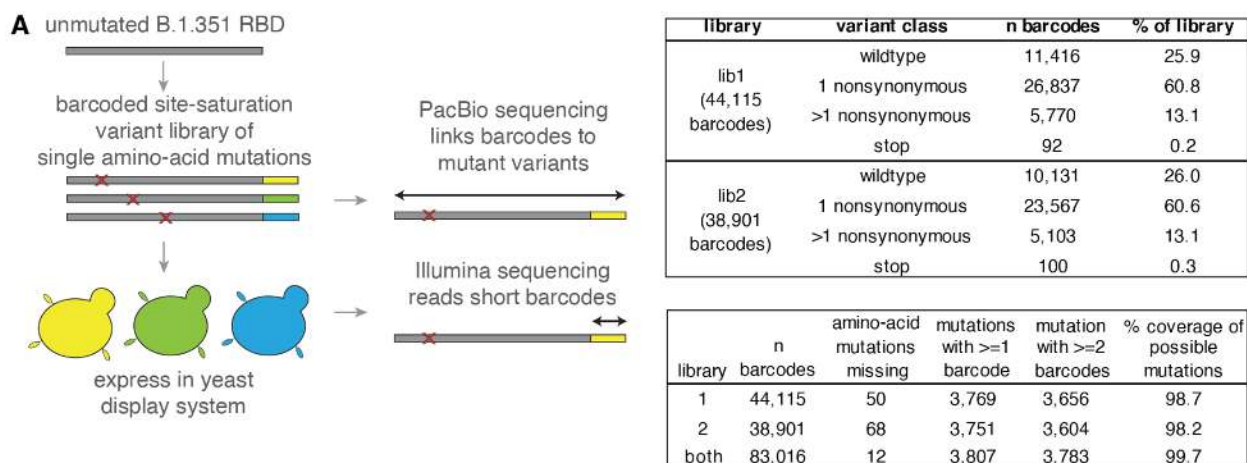 A
unmutated B.1.351 RBD
barcoded site-saturation
variant library of
single amino-acid mutations
express in yeast
display system
PacBio sequencing
links barcodes to
mutant variants
Illumina sequencing
reads short barcodes
library variant class n barcodes % of library
lib1
(44,115
barcodes)
wildtype 11,416 25.9
1 nonsynonymous 26,837 60.8
>1 nonsynonymous 5,770 13.1
stop 92 0.2
lib2
(38,901
barcodes)
wildtype 10,131 26.0
1 nonsynonymous 23,567 60.6
>1 nonsynonymous 5,103 13.1
stop 100 0.3
library n barcodes amino-acid mutations missing mutations with >=1 barcode mutation with >=2 barcodes % coverage of possible mutations
1 44,115 50 3,769 3,656 98.7
2 38,901 68 3,751 3,604 98.2
both 83,016 12 3,807 3,783 99.7